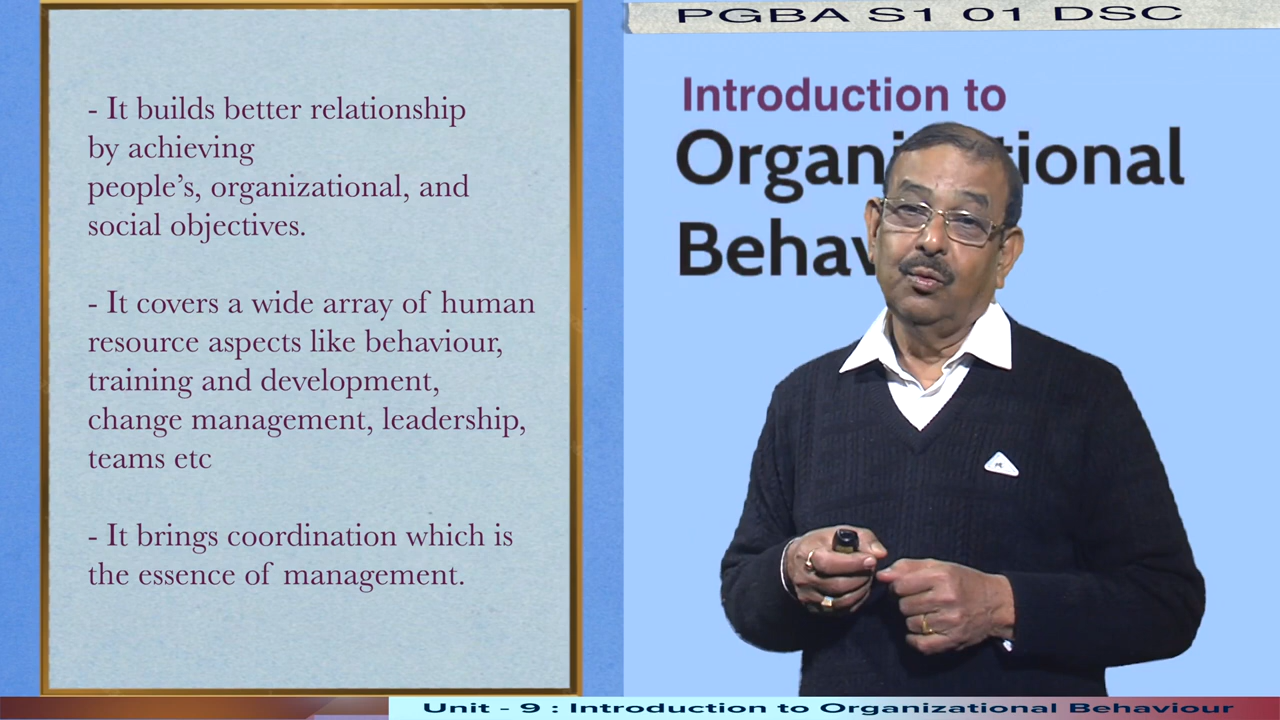 - It builds better relationship
by achieving
people's, organizational, and
social objectives.
- It covers a wide array of human
resource aspects like behaviour,
training and development,
change management, leadership,
teams etc
- It brings coordination which is
the essence of management.
PGBA S1 01 DSC
Introduction to
Behav
Unit - 9 : Introduction to Organizational Behaviour